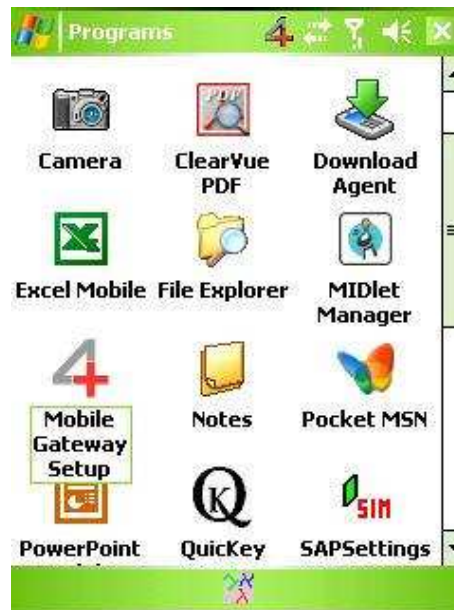 Programs
Camera
ClearVue
PDF
Download
Agent
Excel Mobile
File Explorer
MIDlet
Manager
Mobile
Gateway
Setup
Notes
Pocket MSN
PowerPoint
QuicKey
SAPSettings